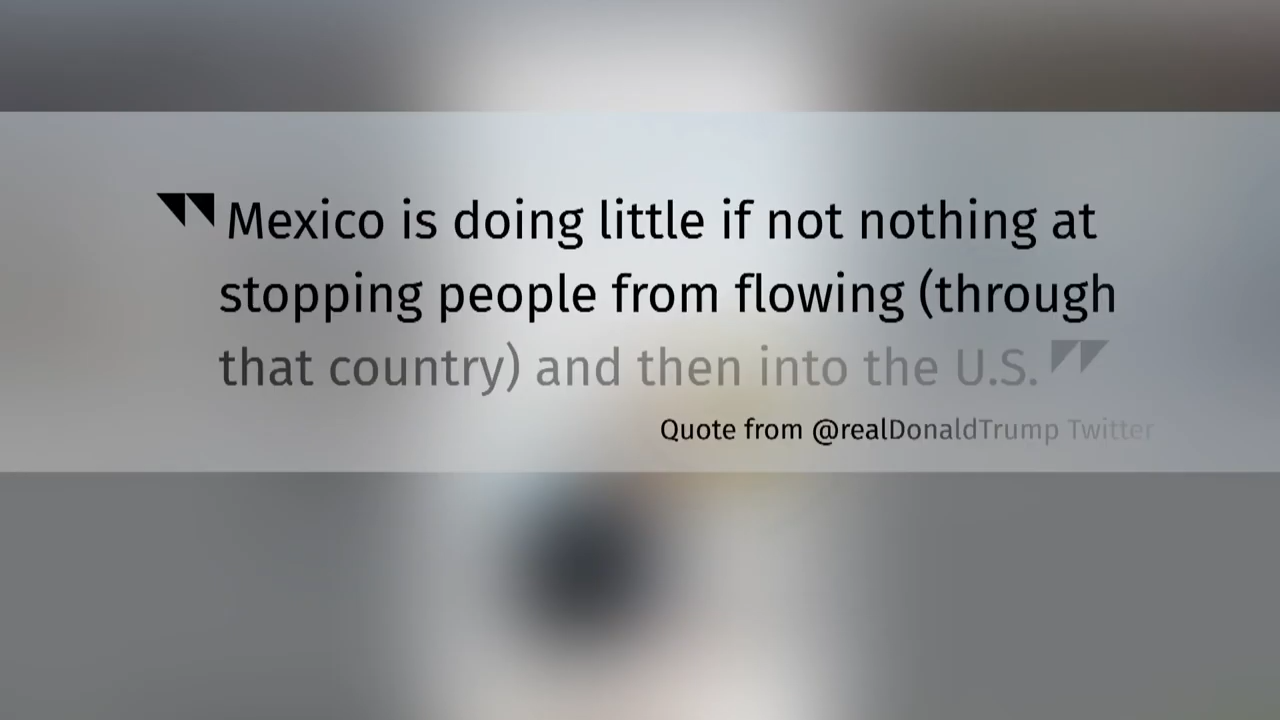 "Mexico is doing little if not nothing at
stopping people from flowing (through
that country) and then into the U.S."
Quote from @realDonaldTrump Twitter